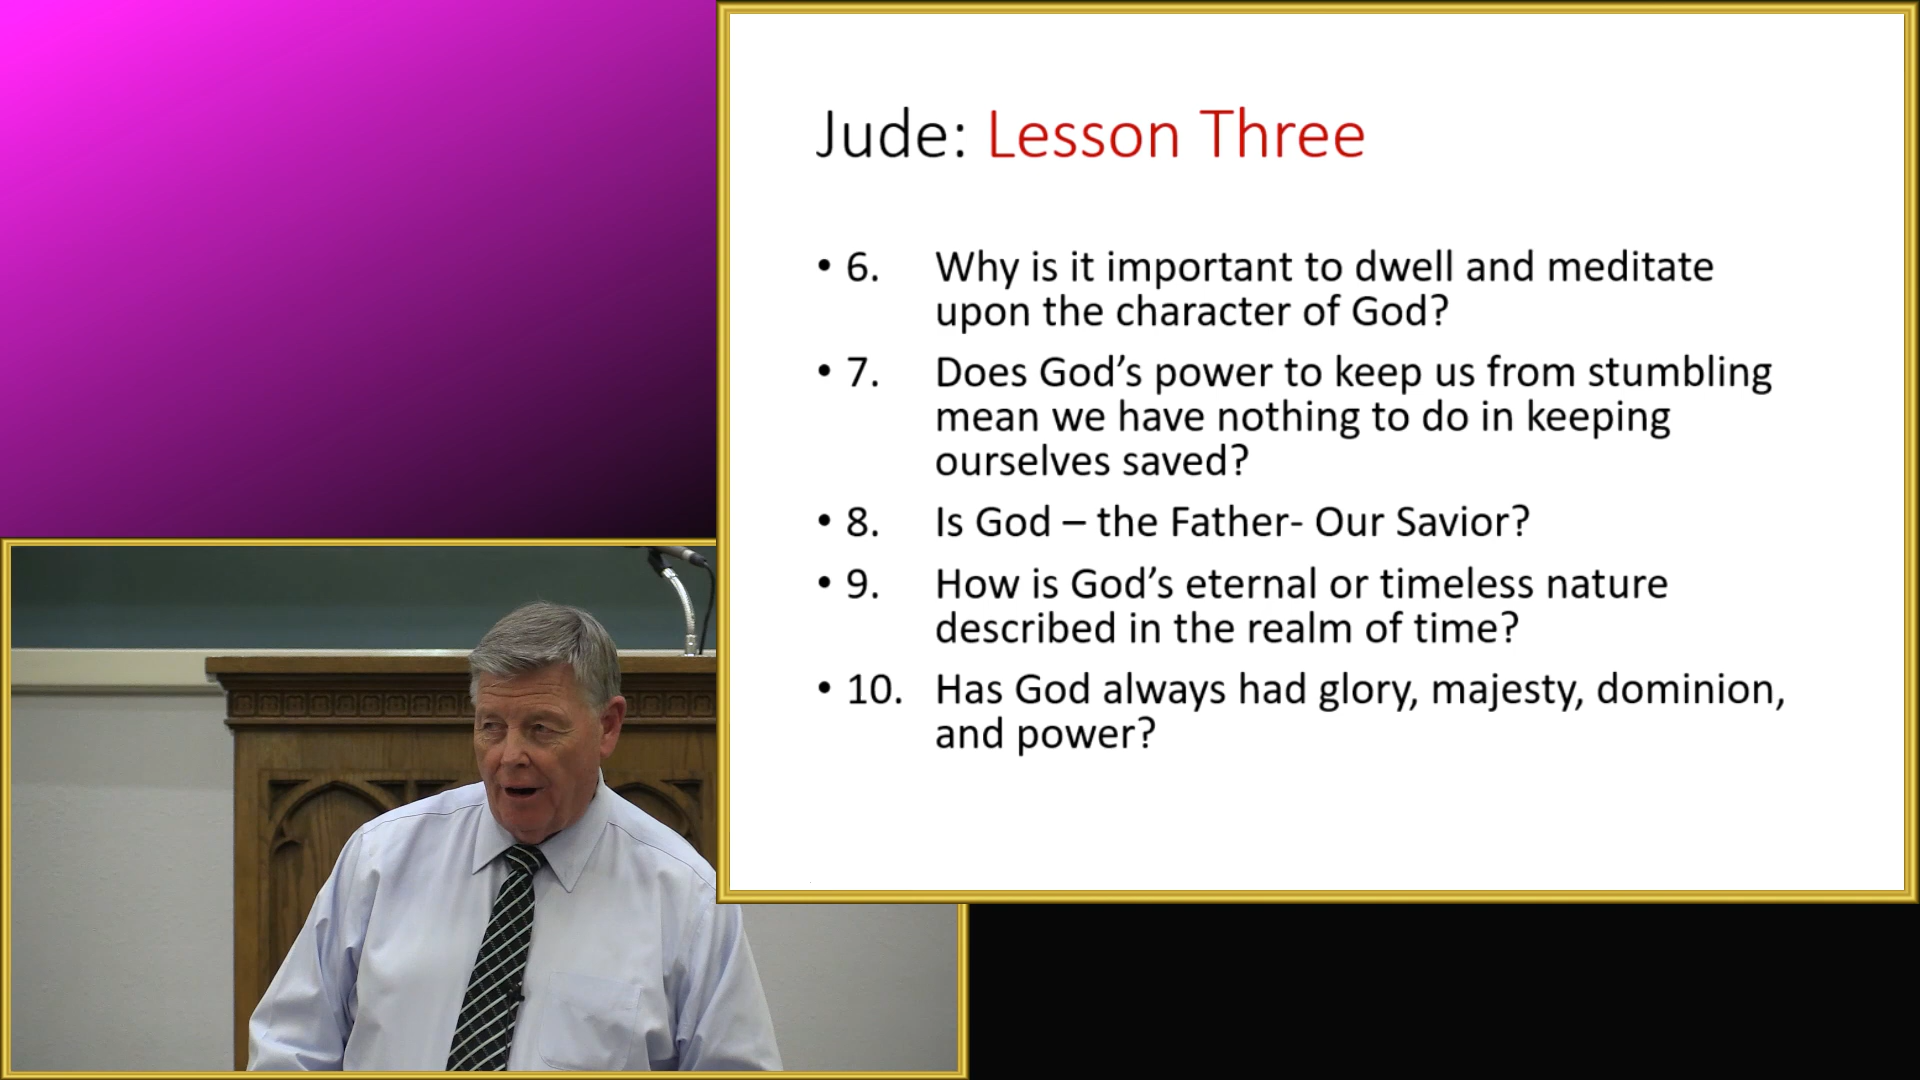 Jude: Lesson Three
• 6. Why is it important to dwell and meditate
upon the character of God?
• 7. Does God’s power to keep us from stumbling
mean we have nothing to do in keeping
ourselves saved?
• 8. Is God – the Father- Our Savior?
• 9. How is God’s eternal or timeless nature
described in the realm of time?
• 10. Has God always had glory, majesty, dominion,
and power?